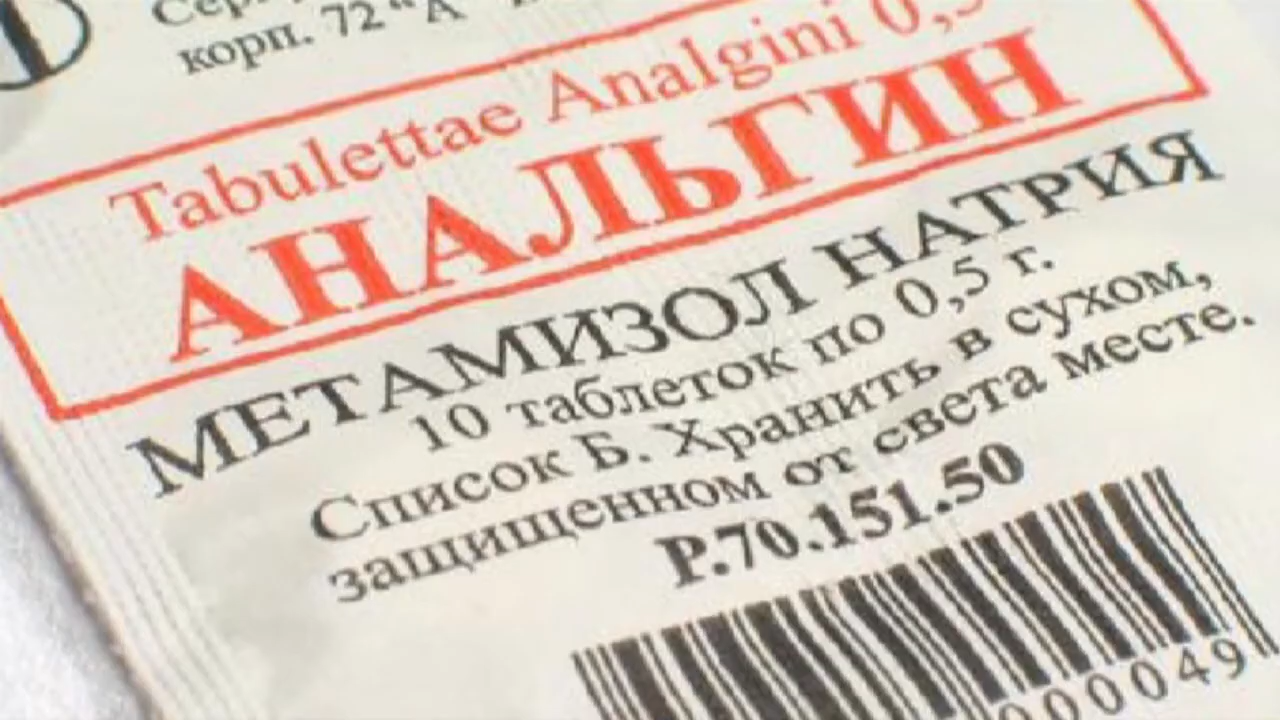 корп. 72 "А"
Tabulettae Analgini 0,5
АНАЛЬГИН
МЕТАМИЗОЛ НАТРИЯ
10 таблеток по 0,5 г.
Список Б. Хранить в сухом,
защищенном от света месте.
Р.70.151.50
00049